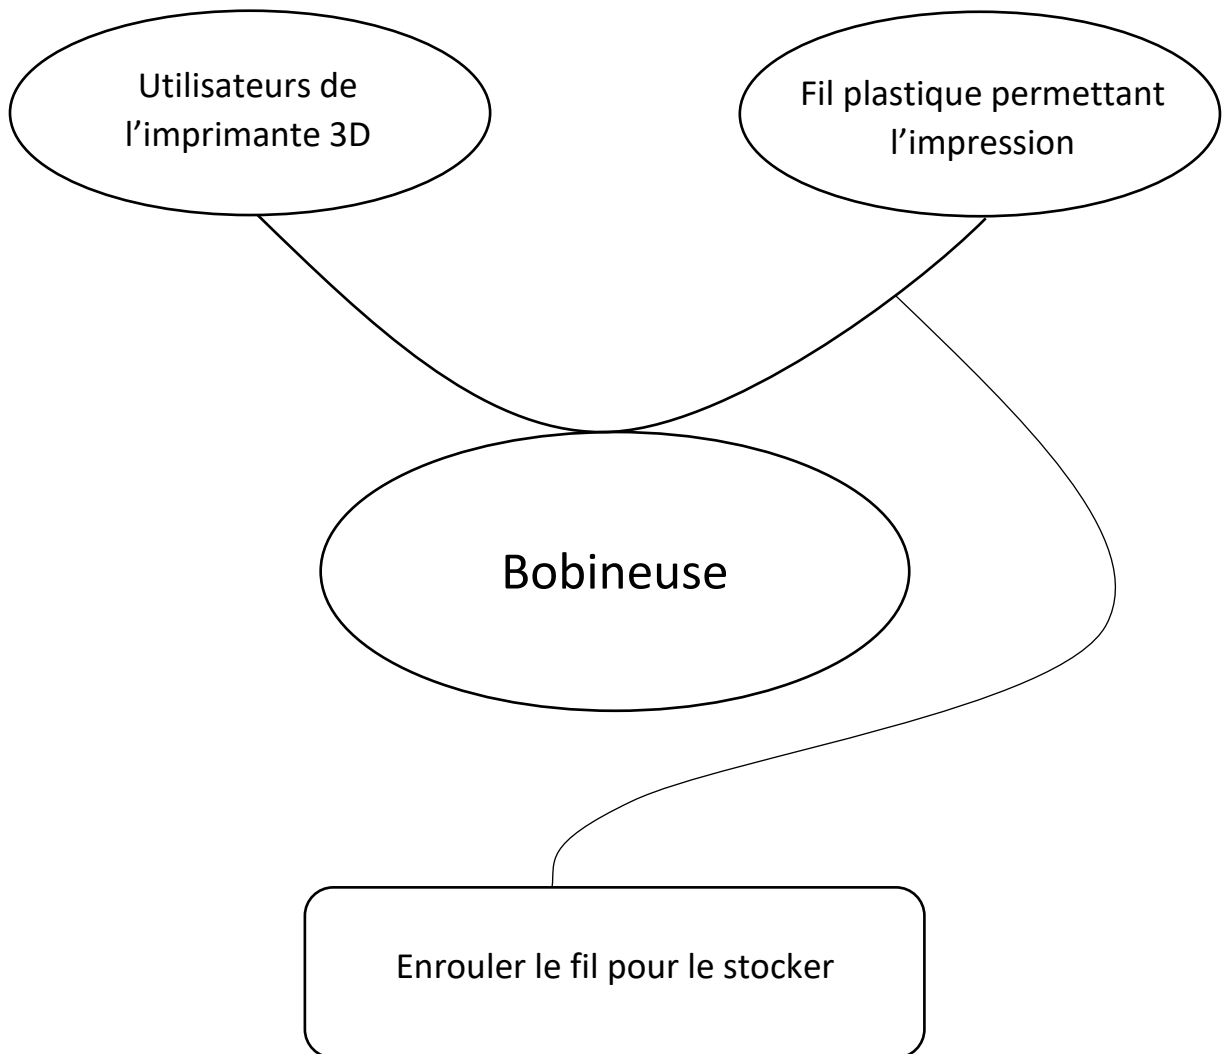 Utilisateurs de
l’imprimante 3D
Fil plastique permettant
l’impression
Bobineuse
Enrouler le fil pour le stocker